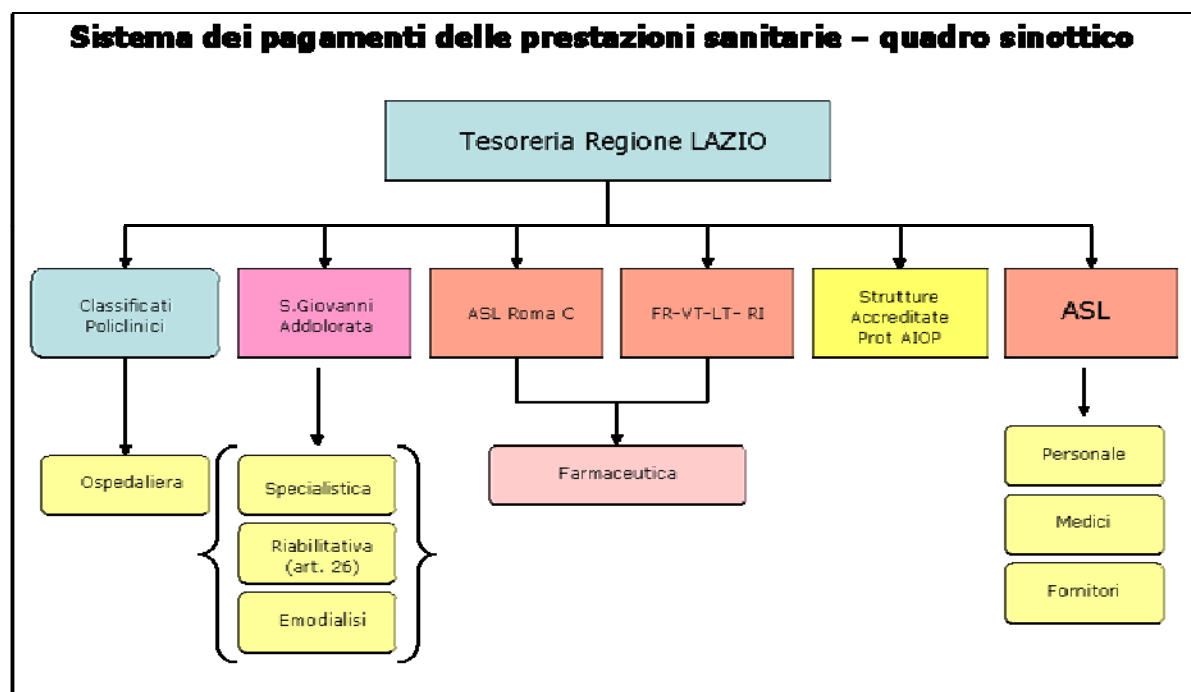 Sistema dei pagamenti delle prestazioni sanitarie – quadro sinottico
Tesoreria Regione LAZIO
Classificati
Policlinici
S.Giovanni
Addolorata
ASL Roma C
FR-VT-LT- RI
Strutture
Accreditate
Prot AIOP
ASL
Ospedaliera
Specialistica
Riabilitativa
(art. 26)
Emodialisi
Farmaceutica
Personale
Medici
Fornitori